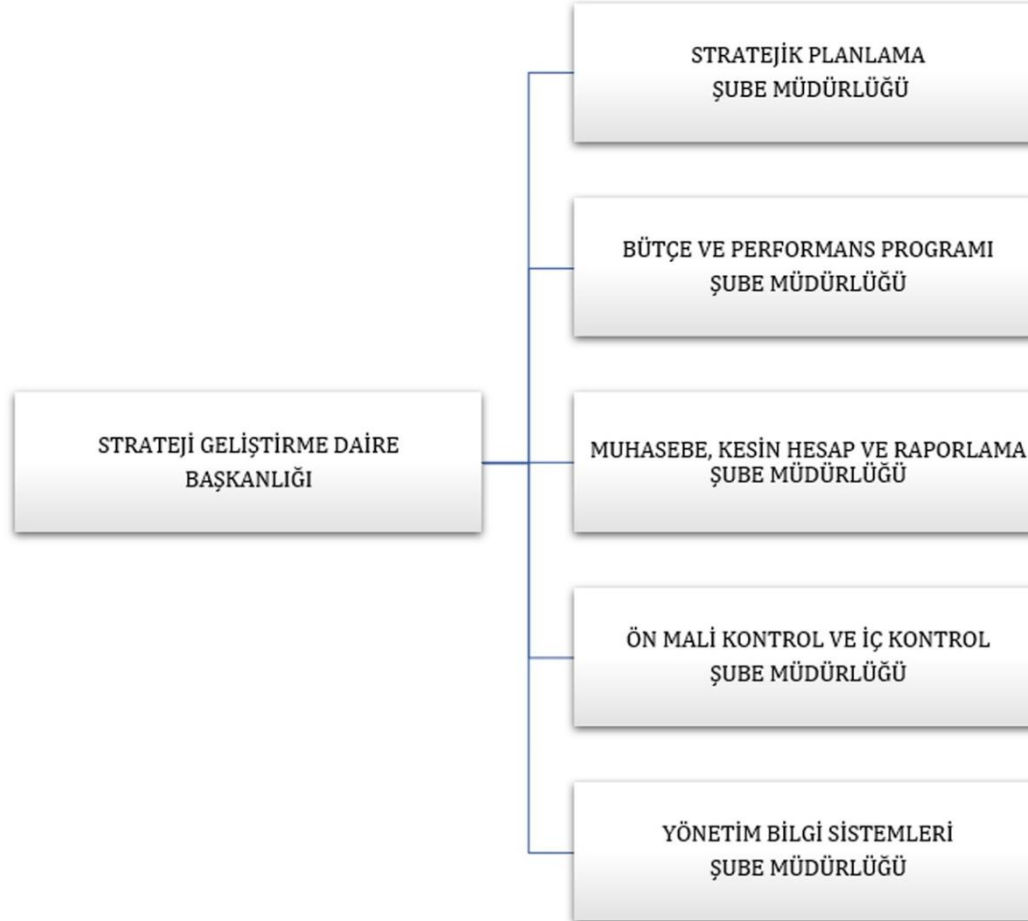 STRATEJİK PLANLAMA
ŞUBE MÜDÜRLÜĞÜ
BÜTÇE VE PERFORMANS PROGRAMI
ŞUBE MÜDÜRLÜĞÜ
STRATEJİ GELİŞTİRME DAİRE
BAŞKANLIĞI
MUHASEBE, KESİN HESAP VE RAPORLAMA
ŞUBE MÜDÜRLÜĞÜ
ÖN MALİ KONTROL VE İÇ KONTROL
ŞUBE MÜDÜRLÜĞÜ
YÖNETİM BİLGİ SİSTEMLERİ
ŞUBE MÜDÜRLÜĞÜ